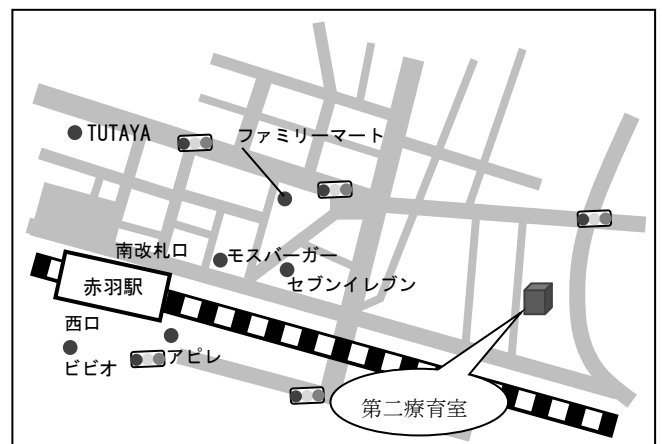 TUTAYA
ファミリーマート
南改札口
モスバーガー
セブンイレブン
赤羽駅
西口
ビビオ
アピレ
第二療育室